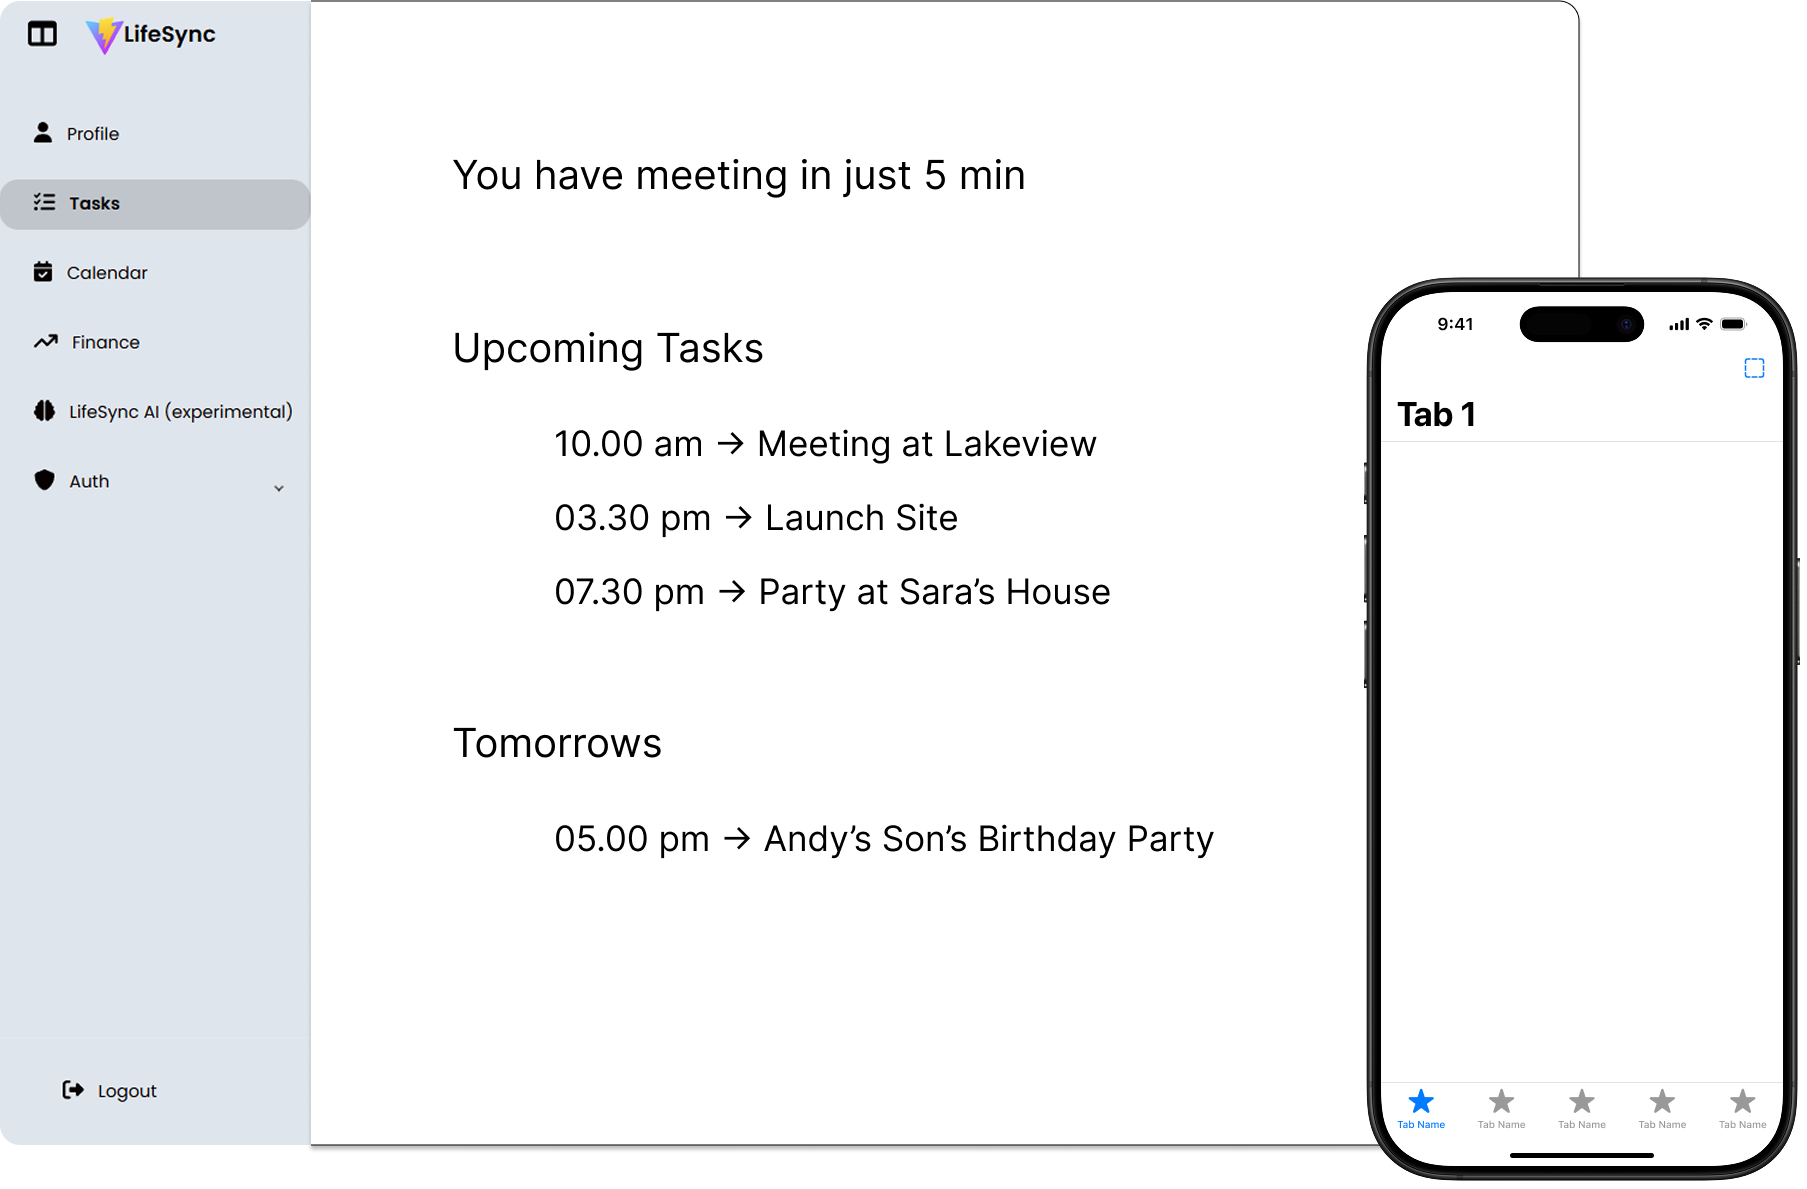 LifeSync
Profile
Tasks
Calendar
Finance
LifeSync AI (experimental)
Auth
Logout
You have meeting in just 5 min
Upcoming Tasks
10.00 am → Meeting at Lakeview
03.30 pm → Launch Site
07.30 pm → Party at Sara’s House
Tomorrows
05.00 pm → Andy’s Son’s Birthday Party
9:41
Tab 1
Tab Name Tab Name Tab Name Tab Name Tab Name